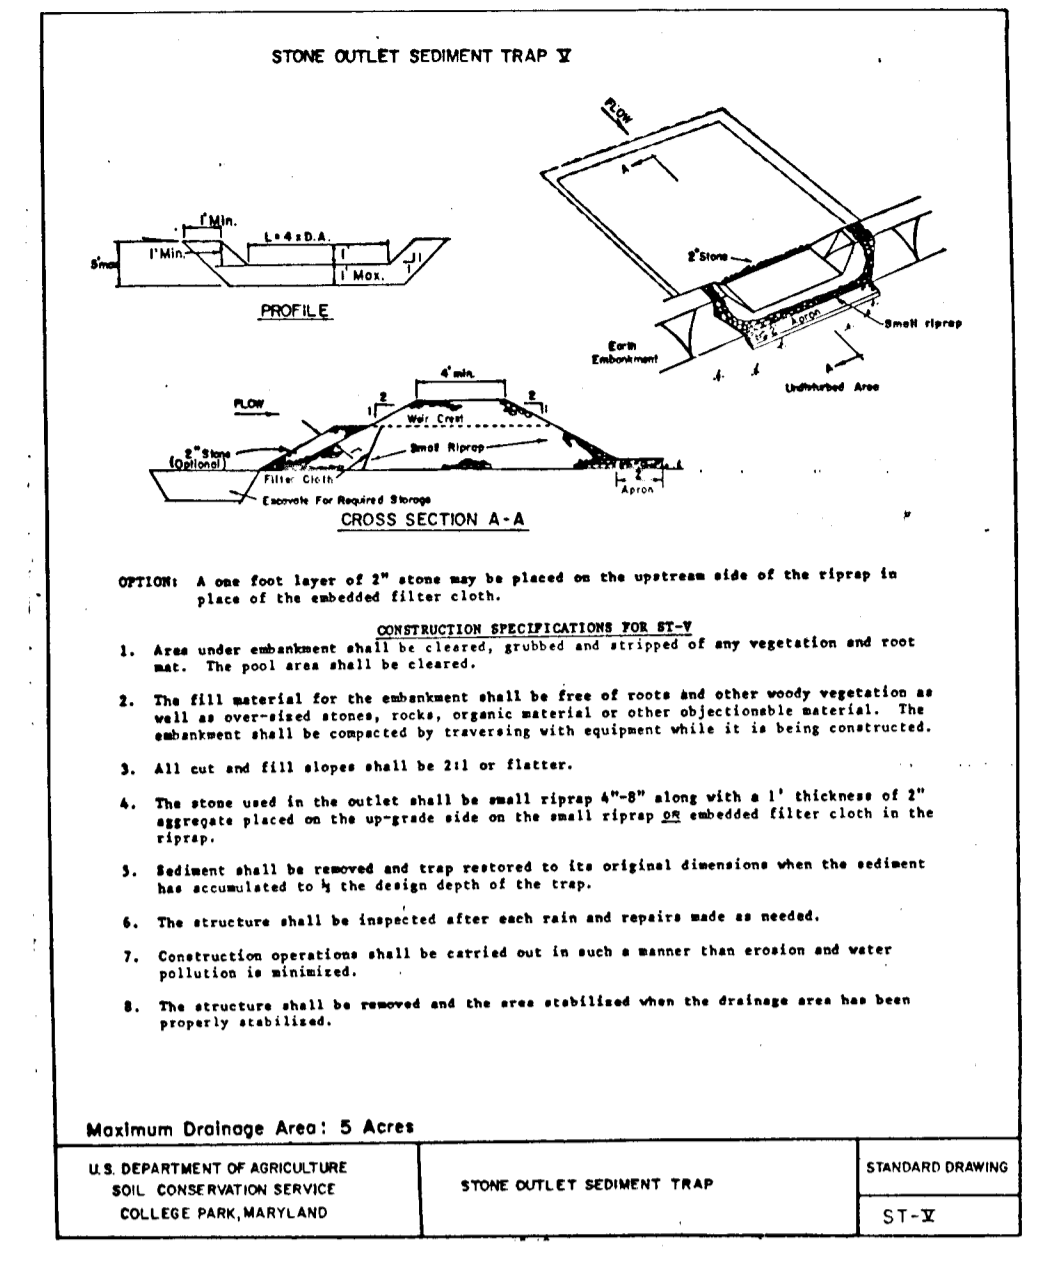 STONE OUTLET SEDIMENT TRAP V
FLOW
A
1' Min.
L = 4 x D.A.
1' Min.
1'
5' max
1
1
1' Max.
PROFILE
2" Stone
Apron
Small riprap
Earth
Embankment
A
Undisturbed Area
4' min.
2
1
2
1
FLOW
Weir Crest
2" Stone
(Optional)
Small Riprap
1'
Filter Cloth
2'
Apron
Excavate For Required Storage
CROSS SECTION A-A
OPTION: A one foot layer of 2" stone may be placed on the upstream side of the riprap in
place of the embedded filter cloth.
CONSTRUCTION SPECIFICATIONS FOR ST-V
1. Area under embankment shall be cleared, grubbed and stripped of any vegetation and root
mat. The pool area shall be cleared.
2. The fill material for the embankment shall be free of roots and other woody vegetation as
well as over-sized stones, rocks, organic material or other objectionable material. The
embankment shall be compacted by traversing with equipment while it is being constructed.
3. All cut and fill slopes shall be 2:1 or flatter.
4. The stone used in the outlet shall be small riprap 4"-8" along with a 1' thickness of 2"
aggregate placed on the up-grade side on the small riprap OR embedded filter cloth in the
riprap.
5. Sediment shall be removed and trap restored to its original dimensions when the sediment
has accumulated to ½ the design depth of the trap.
6. The structure shall be inspected after each rain and repairs made as needed.
7. Construction operations shall be carried out in such a manner than erosion and water
pollution is minimized.
8. The structure shall be removed and the area stabilized when the drainage area has been
properly stabilized.
Maximum Drainage Area: 5 Acres
U.S. DEPARTMENT OF AGRICULTURE
SOIL CONSERVATION SERVICE
COLLEGE PARK, MARYLAND
STONE OUTLET SEDIMENT TRAP
STANDARD DRAWING
ST-V